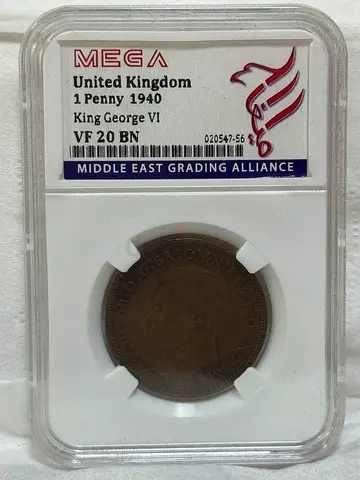 MEGA
United Kingdom
1 Penny 1940
King George VI
VF 20 BN
020547-56
MIDDLE EAST GRADING ALLIANCE